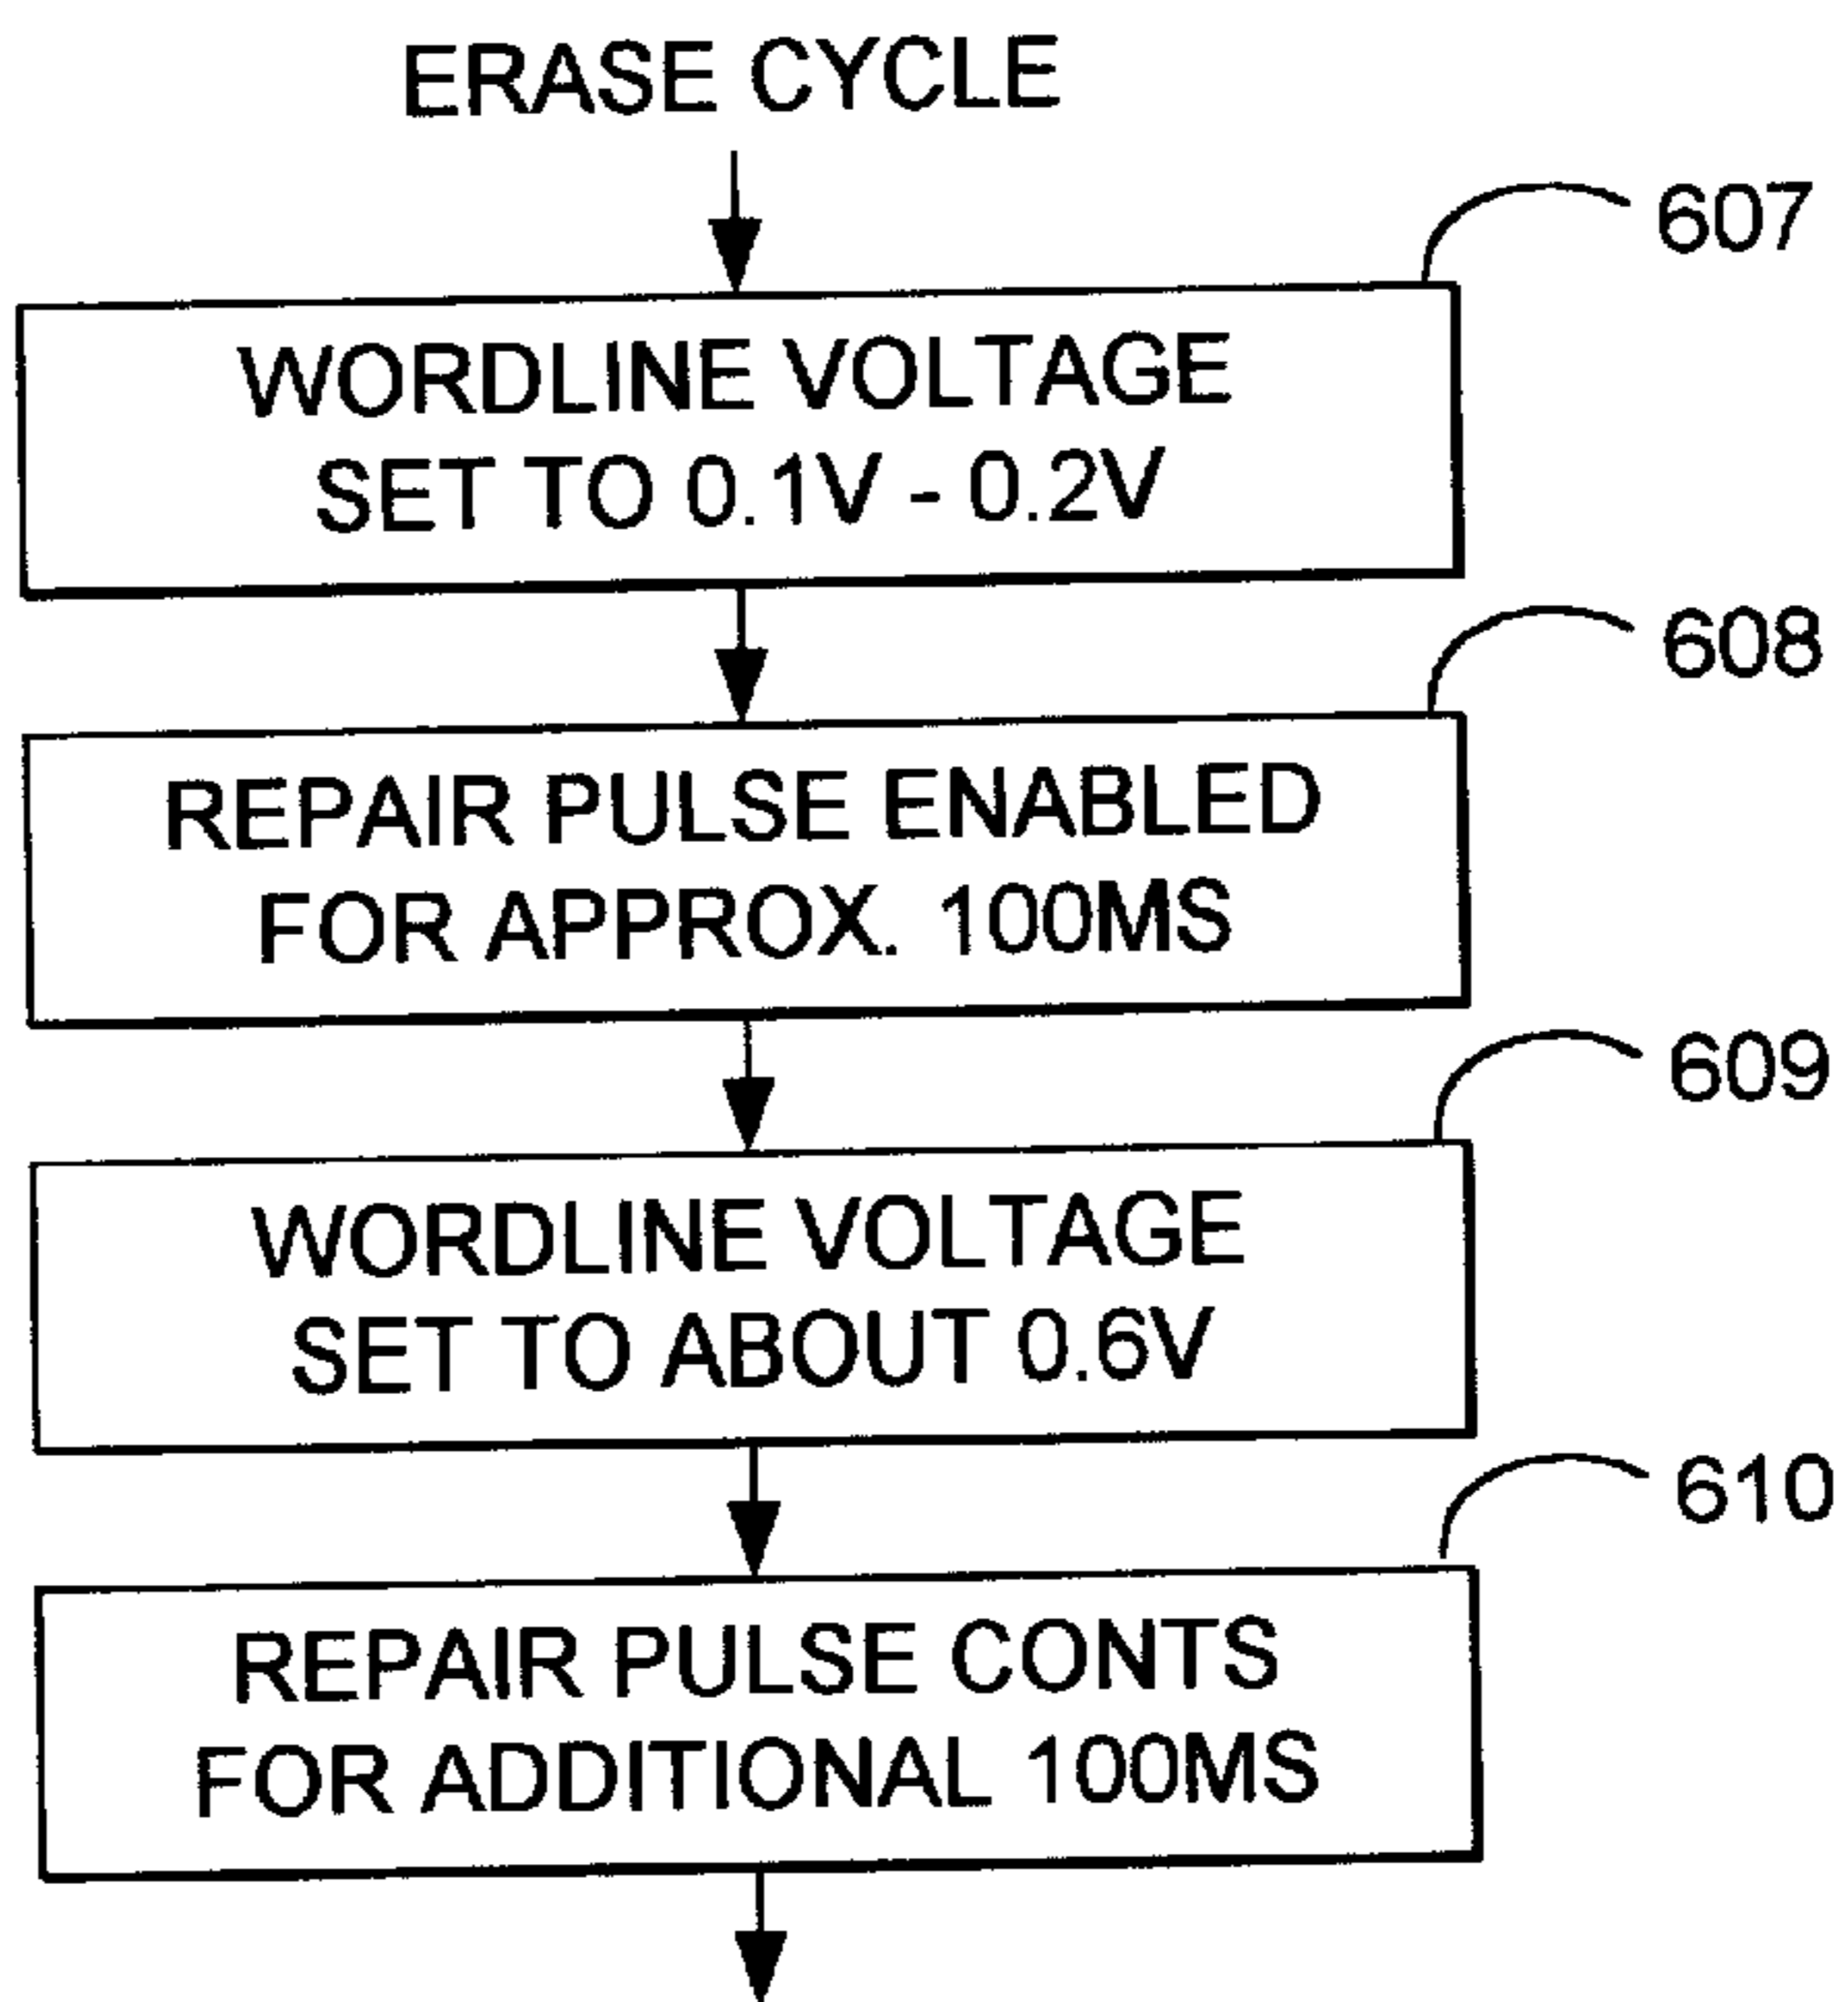 ERASE CYCLE
607
WORDLINE VOLTAGE
SET TO 0.1V - 0.2V
608
REPAIR PULSE ENABLED
FOR APPROX. 100MS
609
WORDLINE VOLTAGE
SET TO ABOUT 0.6V
610
REPAIR PULSE CONTS
FOR ADDITIONAL 100MS